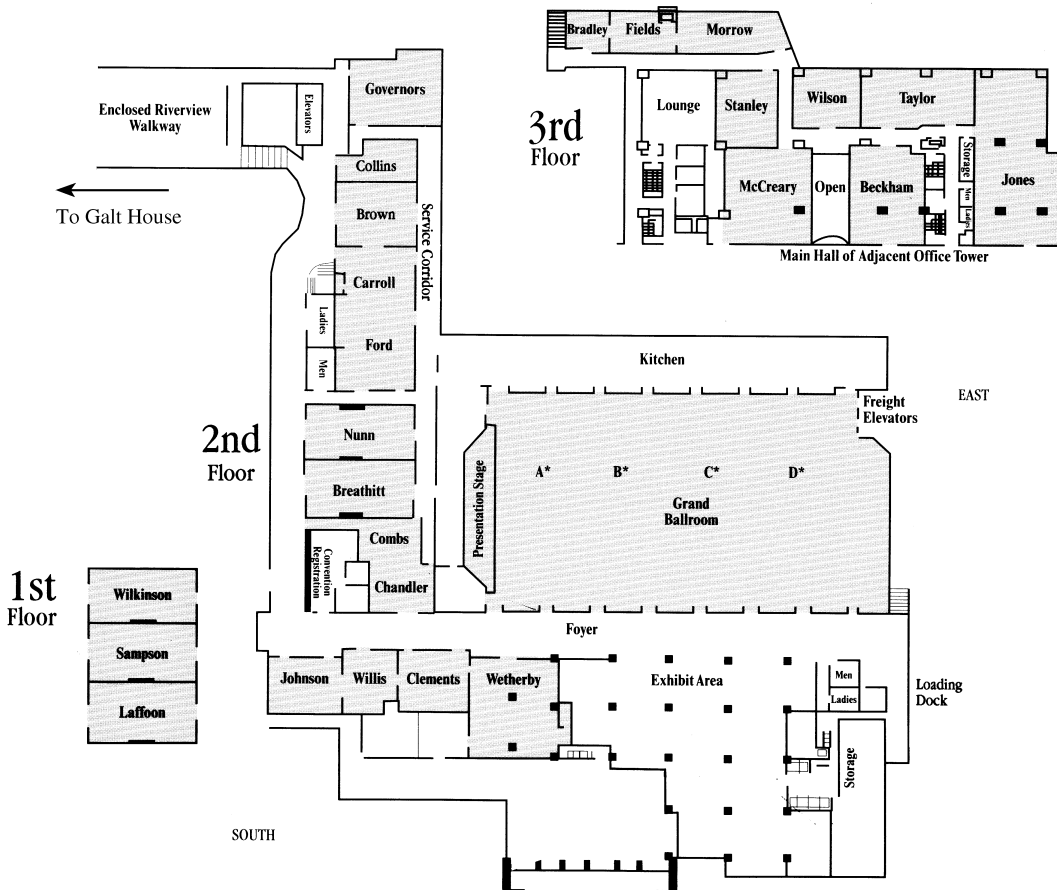 Bradley
Fields
Morrow
3rd
Floor
Lounge
Stanley
Wilson
Taylor
McCreary
Open
Beckham
Storage
Men
Ladies
Jones
Main Hall of Adjacent Office Tower
Enclosed Riverview
Walkway
Elevators
Governors
To Galt House
Collins
Brown
Service Corridor
Carroll
Ladies
Ford
Men
2nd
Floor
Nunn
Breathitt
Combs
Convention
Registration
Chandler
Kitchen
Freight
Elevators
EAST
Presentation Stage
A*
B*
C*
D*
Grand
Ballroom
1st
Floor
Wilkinson
Sampson
Laffoon
Foyer
Johnson
Willis
Clements
Wetherby
Exhibit Area
Men
Ladies
Loading
Dock
Storage
SOUTH